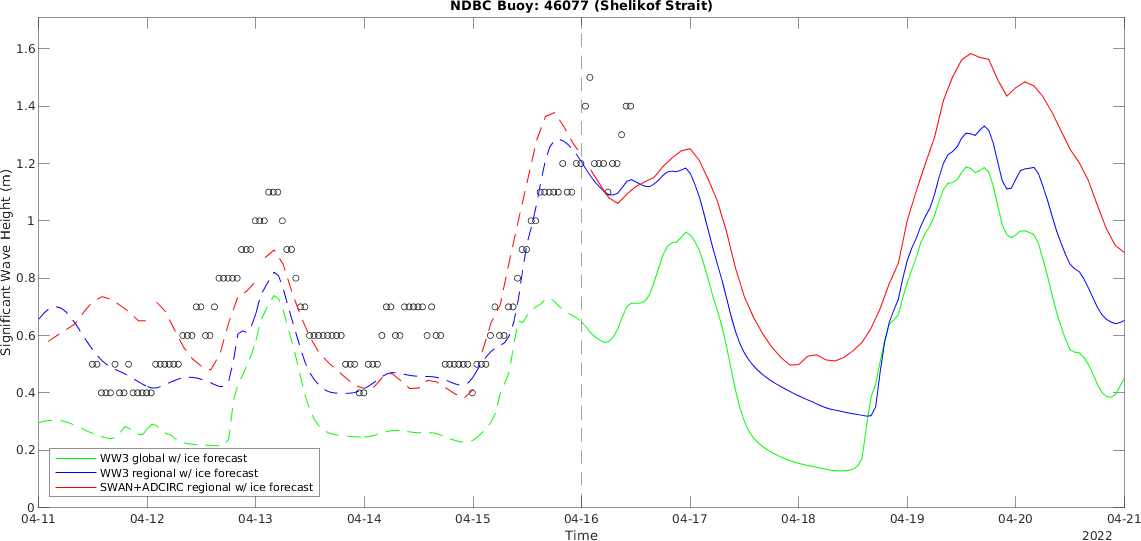 NDBC Buoy: 46077 (Shelikof Strait)
Significant Wave Height (m)
1.6
1.4
1.2
1
0.8
0.6
0.4
0.2
0
WW3 global w/ ice forecast
WW3 regional w/ ice forecast
SWAN+ADCIRC regional w/ ice forecast
04-11 04-12 04-13 04-14 04-15 04-16 04-17 04-18 04-19 04-20 04-21
Time
2022